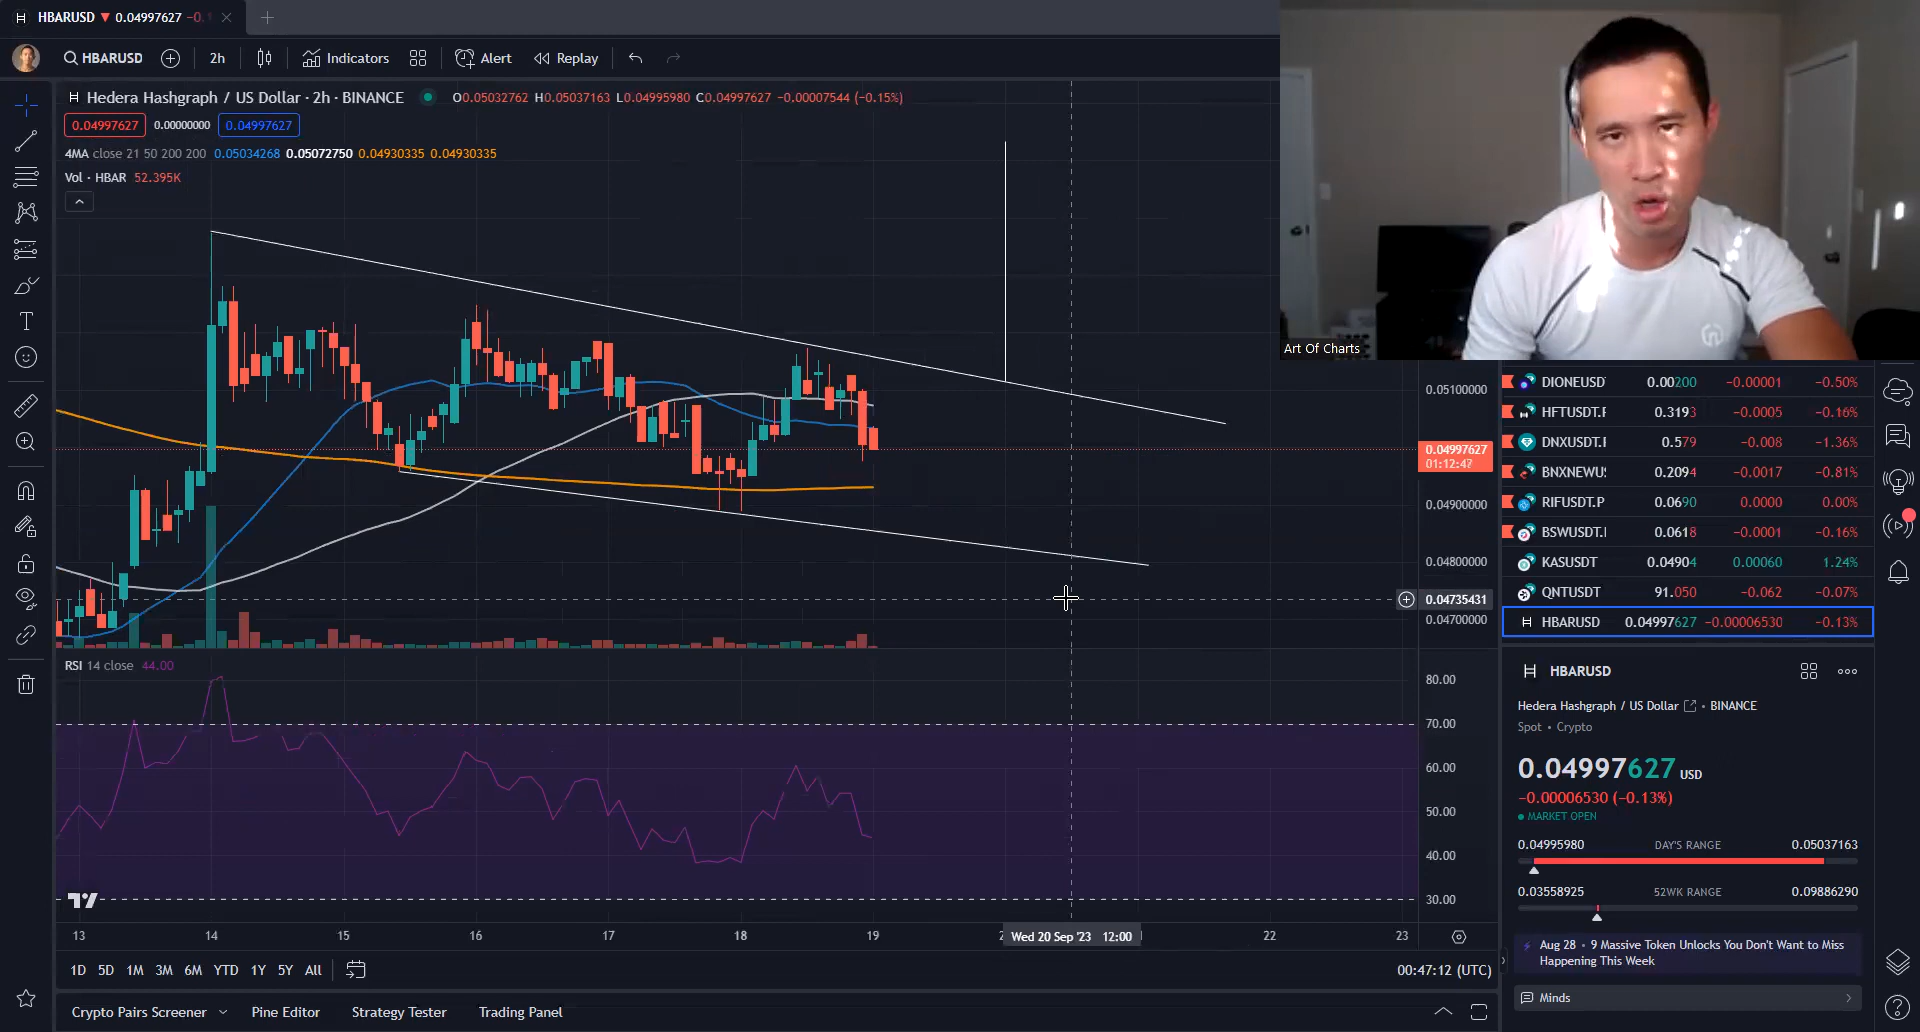 HBARUSD ▼ 0.04997627 −0.1
HBARUSD 2h Indicators Alert Replay
Hedera Hashgraph / US Dollar · 2h · BINANCE O0.05032762 H0.05037163 L0.04995980 C0.04997627 −0.00007544 (−0.15%)
0.04997627 0.00000000 0.04997627
4MA close 21 50 200 200 0.05034268 0.05072750 0.04930335 0.04930335
Vol · HBAR 52.395K
Art Of Charts
0.05100000
0.04997627
01:12:47
0.04900000
0.04800000
0.04735431
0.04700000
RSI 14 close 44.00
80.00
70.00
60.00
50.00
40.00
30.00
13 14 15 16 17 18 19 Wed 20 Sep '23 12:00 22 23
1D 5D 1M 3M 6M YTD 1Y 5Y All 00:47:12 (UTC)
Crypto Pairs Screener Pine Editor Strategy Tester Trading Panel
DIONEUSD 0.00200 −0.00001 −0.50%
HFTUSDT.F 0.3193 −0.0005 −0.16%
DNXUSDT.I 0.579 −0.008 −1.36%
BNXNEWU 0.2094 −0.0017 −0.81%
RIFUSDT.P 0.0690 0.0000 0.00%
BSWUSDT.I 0.0618 −0.0001 −0.16%
KASUSDT 0.04904 0.00060 1.24%
QNTUSDT 91.050 −0.062 −0.07%
HBARUSD 0.04997627 −0.00006530 −0.13%
HBARUSD
Hedera Hashgraph / US Dollar • BINANCE
Spot • Crypto
0.04997627 USD
−0.00006530 (−0.13%)
MARKET OPEN
0.04995980 DAY'S RANGE 0.05037163
0.03558925 52WK RANGE 0.09886290
Aug 28 • 9 Massive Token Unlocks You Don't Want to Miss
Happening This Week
Minds